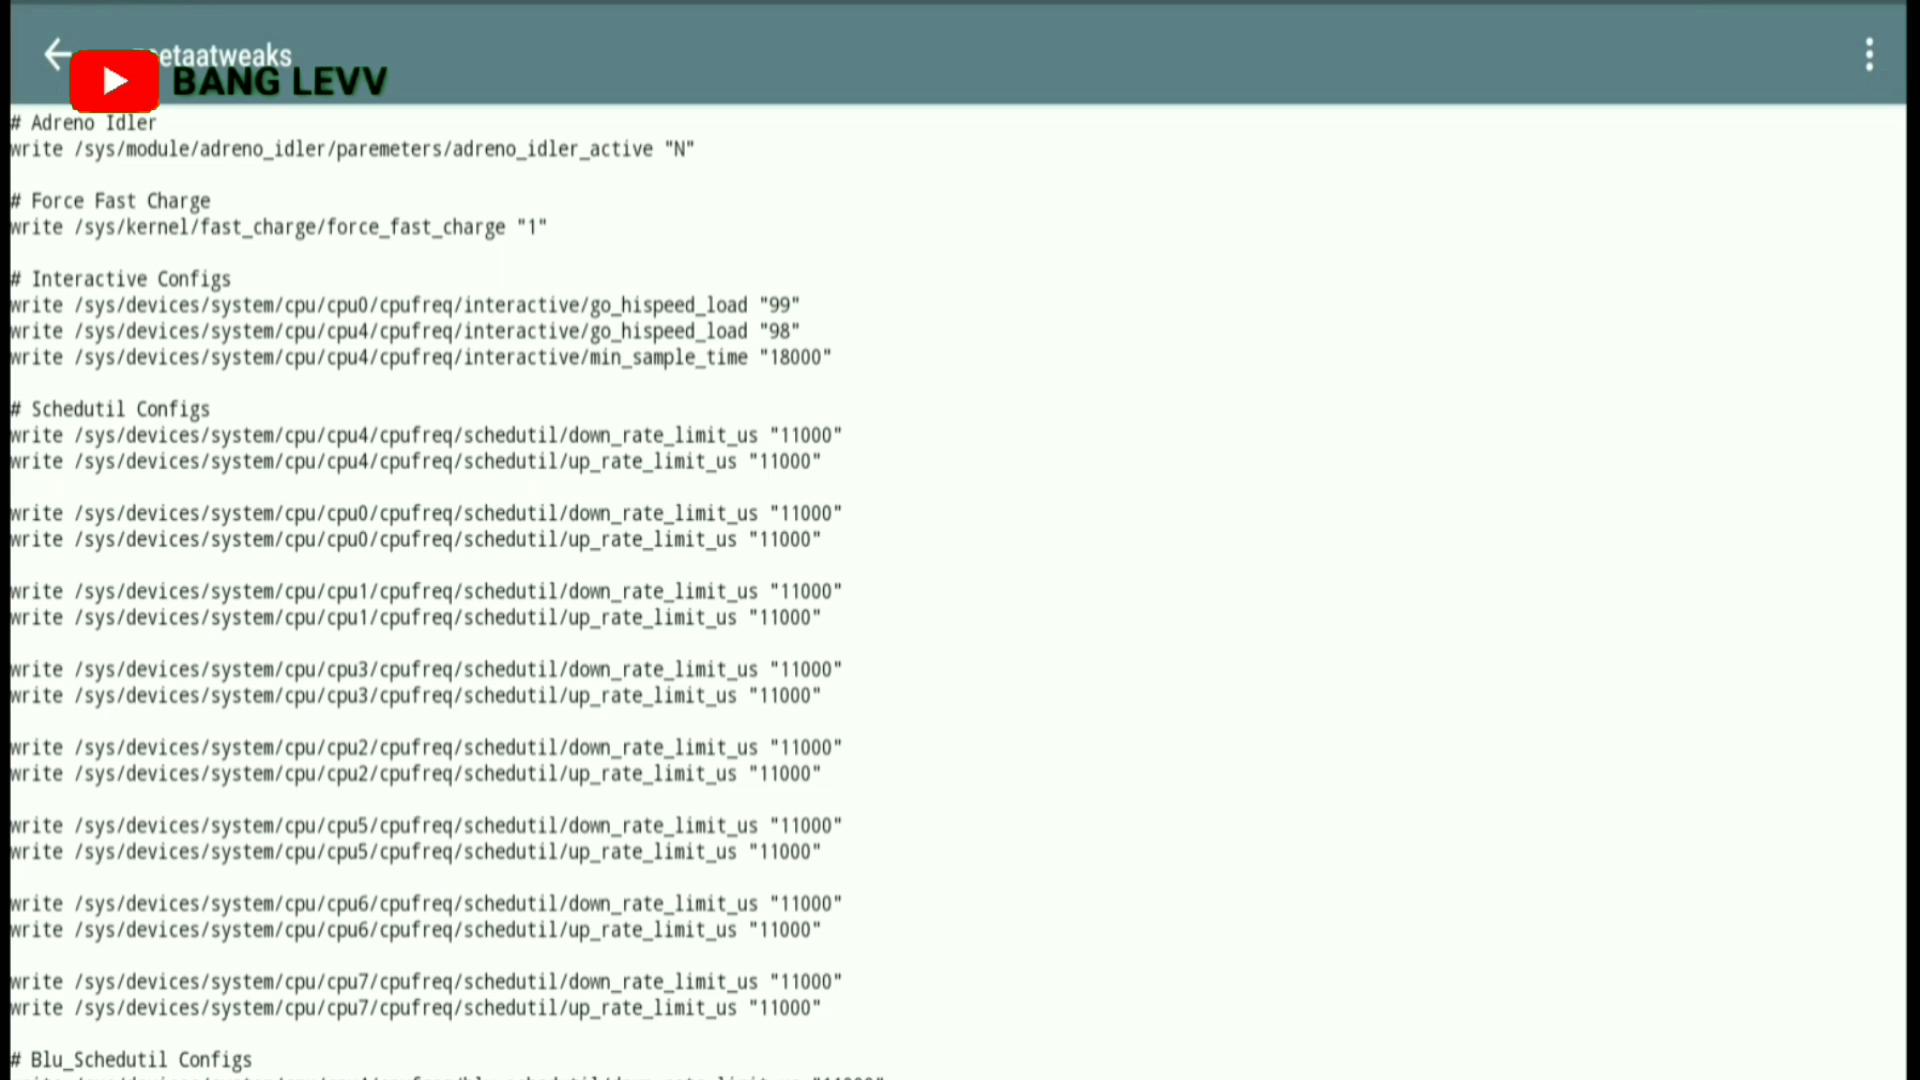 BANG LEVV
# Adreno Idler
write /sys/module/adreno_idler/paremeters/adreno_idler_active "N"
# Force Fast Charge
write /sys/kernel/fast_charge/force_fast_charge "1"
# Interactive Configs
write /sys/devices/system/cpu/cpu0/cpufreq/interactive/go_hispeed_load "99"
write /sys/devices/system/cpu/cpu4/cpufreq/interactive/go_hispeed_load "98"
write /sys/devices/system/cpu/cpu4/cpufreq/interactive/min_sample_time "18000"
# Schedutil Configs
write /sys/devices/system/cpu/cpu4/cpufreq/schedutil/down_rate_limit_us "11000"
write /sys/devices/system/cpu/cpu4/cpufreq/schedutil/up_rate_limit_us "11000"
write /sys/devices/system/cpu/cpu0/cpufreq/schedutil/down_rate_limit_us "11000"
write /sys/devices/system/cpu/cpu0/cpufreq/schedutil/up_rate_limit_us "11000"
write /sys/devices/system/cpu/cpu1/cpufreq/schedutil/down_rate_limit_us "11000"
write /sys/devices/system/cpu/cpu1/cpufreq/schedutil/up_rate_limit_us "11000"
write /sys/devices/system/cpu/cpu3/cpufreq/schedutil/down_rate_limit_us "11000"
write /sys/devices/system/cpu/cpu3/cpufreq/schedutil/up_rate_limit_us "11000"
write /sys/devices/system/cpu/cpu2/cpufreq/schedutil/down_rate_limit_us "11000"
write /sys/devices/system/cpu/cpu2/cpufreq/schedutil/up_rate_limit_us "11000"
write /sys/devices/system/cpu/cpu5/cpufreq/schedutil/down_rate_limit_us "11000"
write /sys/devices/system/cpu/cpu5/cpufreq/schedutil/up_rate_limit_us "11000"
write /sys/devices/system/cpu/cpu6/cpufreq/schedutil/down_rate_limit_us "11000"
write /sys/devices/system/cpu/cpu6/cpufreq/schedutil/up_rate_limit_us "11000"
write /sys/devices/system/cpu/cpu7/cpufreq/schedutil/down_rate_limit_us "11000"
write /sys/devices/system/cpu/cpu7/cpufreq/schedutil/up_rate_limit_us "11000"
# Blu_Schedutil Configs